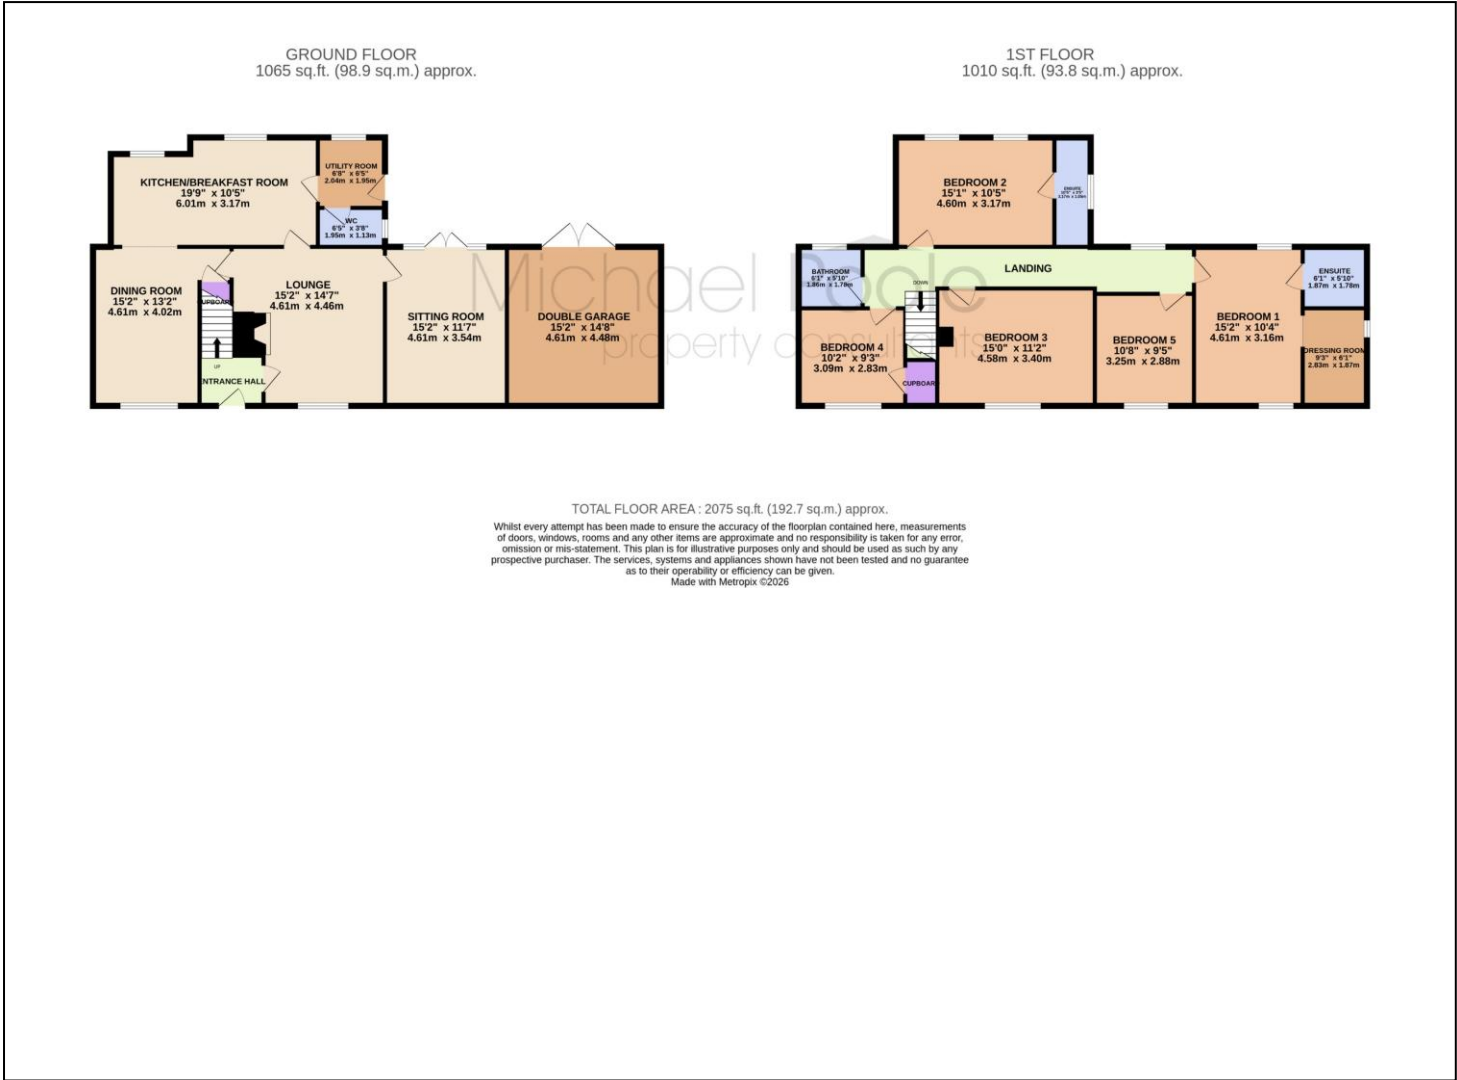 GROUND FLOOR
1065 sq.ft. (98.9 sq.m.) approx.
KITCHEN/BREAKFAST ROOM
19'9" x 10'5"
6.01m x 3.17m
UTILITY ROOM
6'8" x 6'5"
2.04m x 1.95m
WC
6'5" x 3'8"
1.95m x 1.13m
DINING ROOM
15'2" x 13'2"
4.61m x 4.02m
CUPBOARD
UP
ENTRANCE HALL
LOUNGE
15'2" x 14'7"
4.61m x 4.46m
SITTING ROOM
15'2" x 11'7"
4.61m x 3.54m
DOUBLE GARAGE
15'2" x 14'8"
4.61m x 4.48m
1ST FLOOR
1010 sq.ft. (93.8 sq.m.) approx.
BEDROOM 2
15'1" x 10'5"
4.60m x 3.17m
ENSUITE
BATHROOM
6'1" x 5'10"
1.86m x 1.78m
LANDING
DOWN
ENSUITE
6'1" x 5'10"
1.87m x 1.78m
BEDROOM 4
10'2" x 9'3"
3.09m x 2.83m
CUPBOARD
BEDROOM 3
15'0" x 11'2"
4.58m x 3.40m
BEDROOM 5
10'8" x 9'5"
3.25m x 2.88m
BEDROOM 1
15'2" x 10'4"
4.61m x 3.16m
DRESSING ROOM
9'3" x 6'1"
2.83m x 1.87m
Michael Poole
property consultants
TOTAL FLOOR AREA : 2075 sq.ft. (192.7 sq.m.) approx.
Whilst every attempt has been made to ensure the accuracy of the floorplan contained here, measurements
of doors, windows, rooms and any other items are approximate and no responsibility is taken for any error,
omission or mis-statement. This plan is for illustrative purposes only and should be used as such by any
prospective purchaser. The services, systems and appliances shown have not been tested and no guarantee
as to their operability or efficiency can be given.
Made with Metropix ©2026